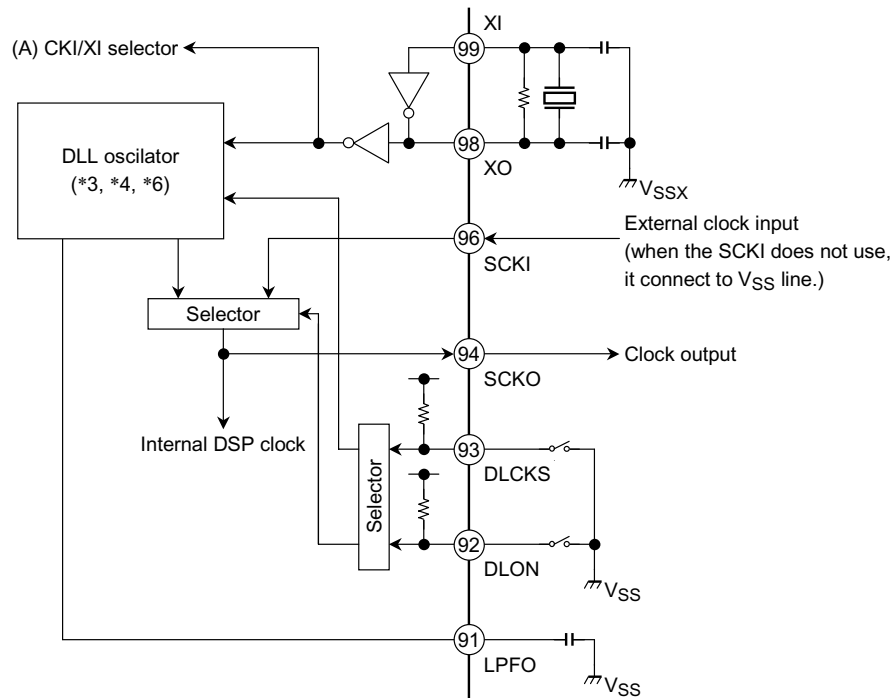 XI
99
(A) CKI/XI selector
DLL oscilator
(*3, *4, *6)
98
XO
VSSX
96
SCKI
External clock input
(when the SCKI does not use,
it connect to VSS line.)
Selector
94
SCKO
Clock output
Internal DSP clock
Selector
93
DLCKS
92
DLON
VSS
91
LPFO
VSS